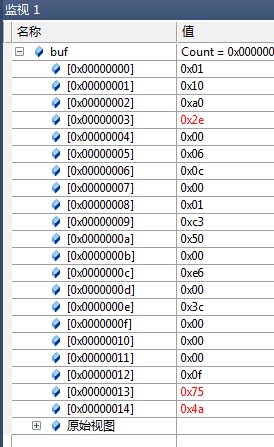 监视 1
名称 值
buf Count = 0x000000
[0x00000000] 0x01
[0x00000001] 0x10
[0x00000002] 0xa0
[0x00000003] 0x2e
[0x00000004] 0x00
[0x00000005] 0x06
[0x00000006] 0x0c
[0x00000007] 0x00
[0x00000008] 0x01
[0x00000009] 0xc3
[0x0000000a] 0x50
[0x0000000b] 0x00
[0x0000000c] 0xe6
[0x0000000d] 0x00
[0x0000000e] 0x3c
[0x0000000f] 0x00
[0x00000010] 0x00
[0x00000011] 0x00
[0x00000012] 0x0f
[0x00000013] 0x75
[0x00000014] 0x4a
原始视图